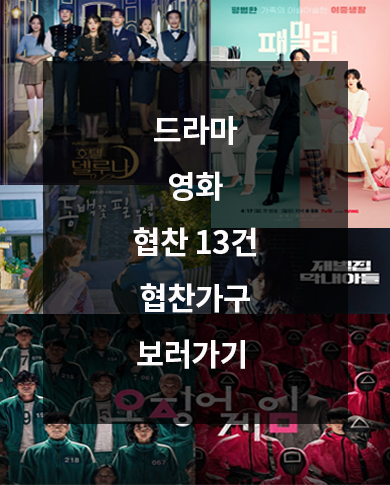 패밀리
호텔
델루나
동백꽃 필 무렵
드라마
영화
협찬 13건
협찬가구
보러가기
재벌집
막내아들
오징어
게임
218
067